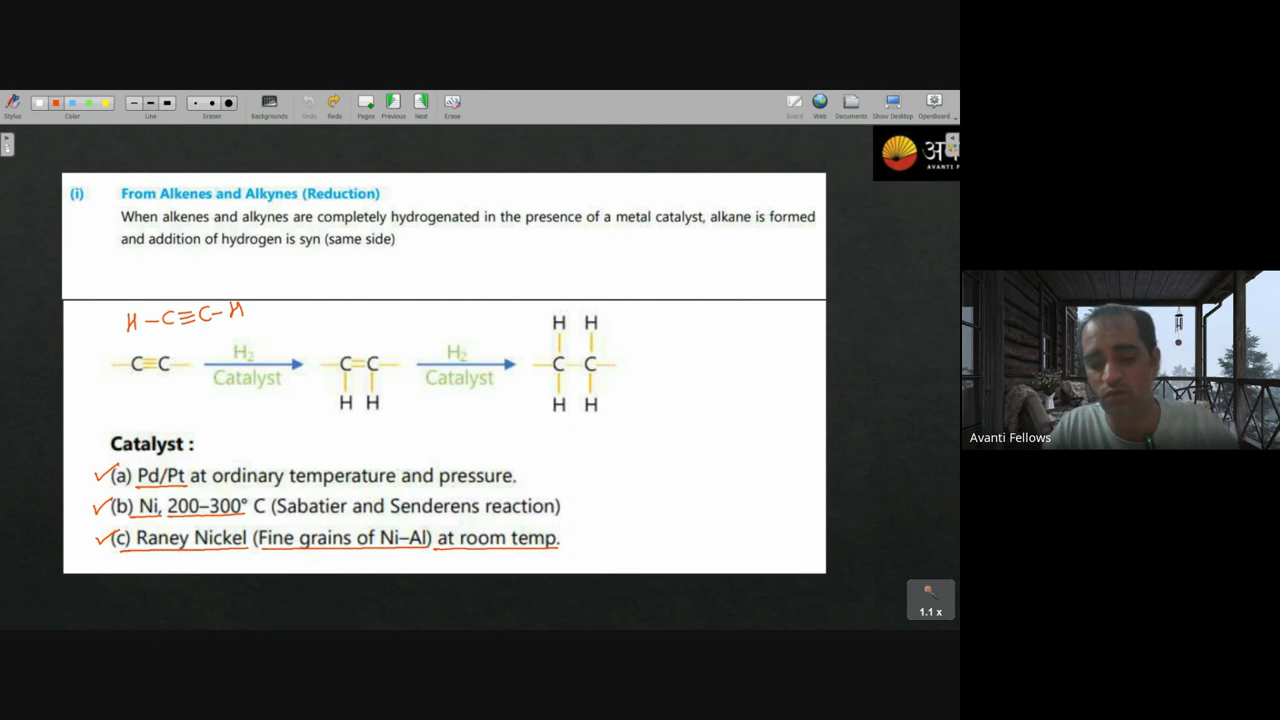 Stylus Color Line Eraser Backgrounds Undo Redo Pages Previous Next Erase Board Web Documents Show Desktop OpenBoard
AVANTI F
(i) From Alkenes and Alkynes (Reduction)
When alkenes and alkynes are completely hydrogenated in the presence of a metal catalyst, alkane is formed
and addition of hydrogen is syn (same side)
H –C≡C– H
H H
–C≡C– H₂ –C=C– H₂ –C–C–
Catalyst Catalyst
H H H H
Catalyst :
(a) Pd/Pt at ordinary temperature and pressure.
(b) Ni, 200–300° C (Sabatier and Senderens reaction)
(c) Raney Nickel (Fine grains of Ni–Al) at room temp.
1.1 x
Avanti Fellows